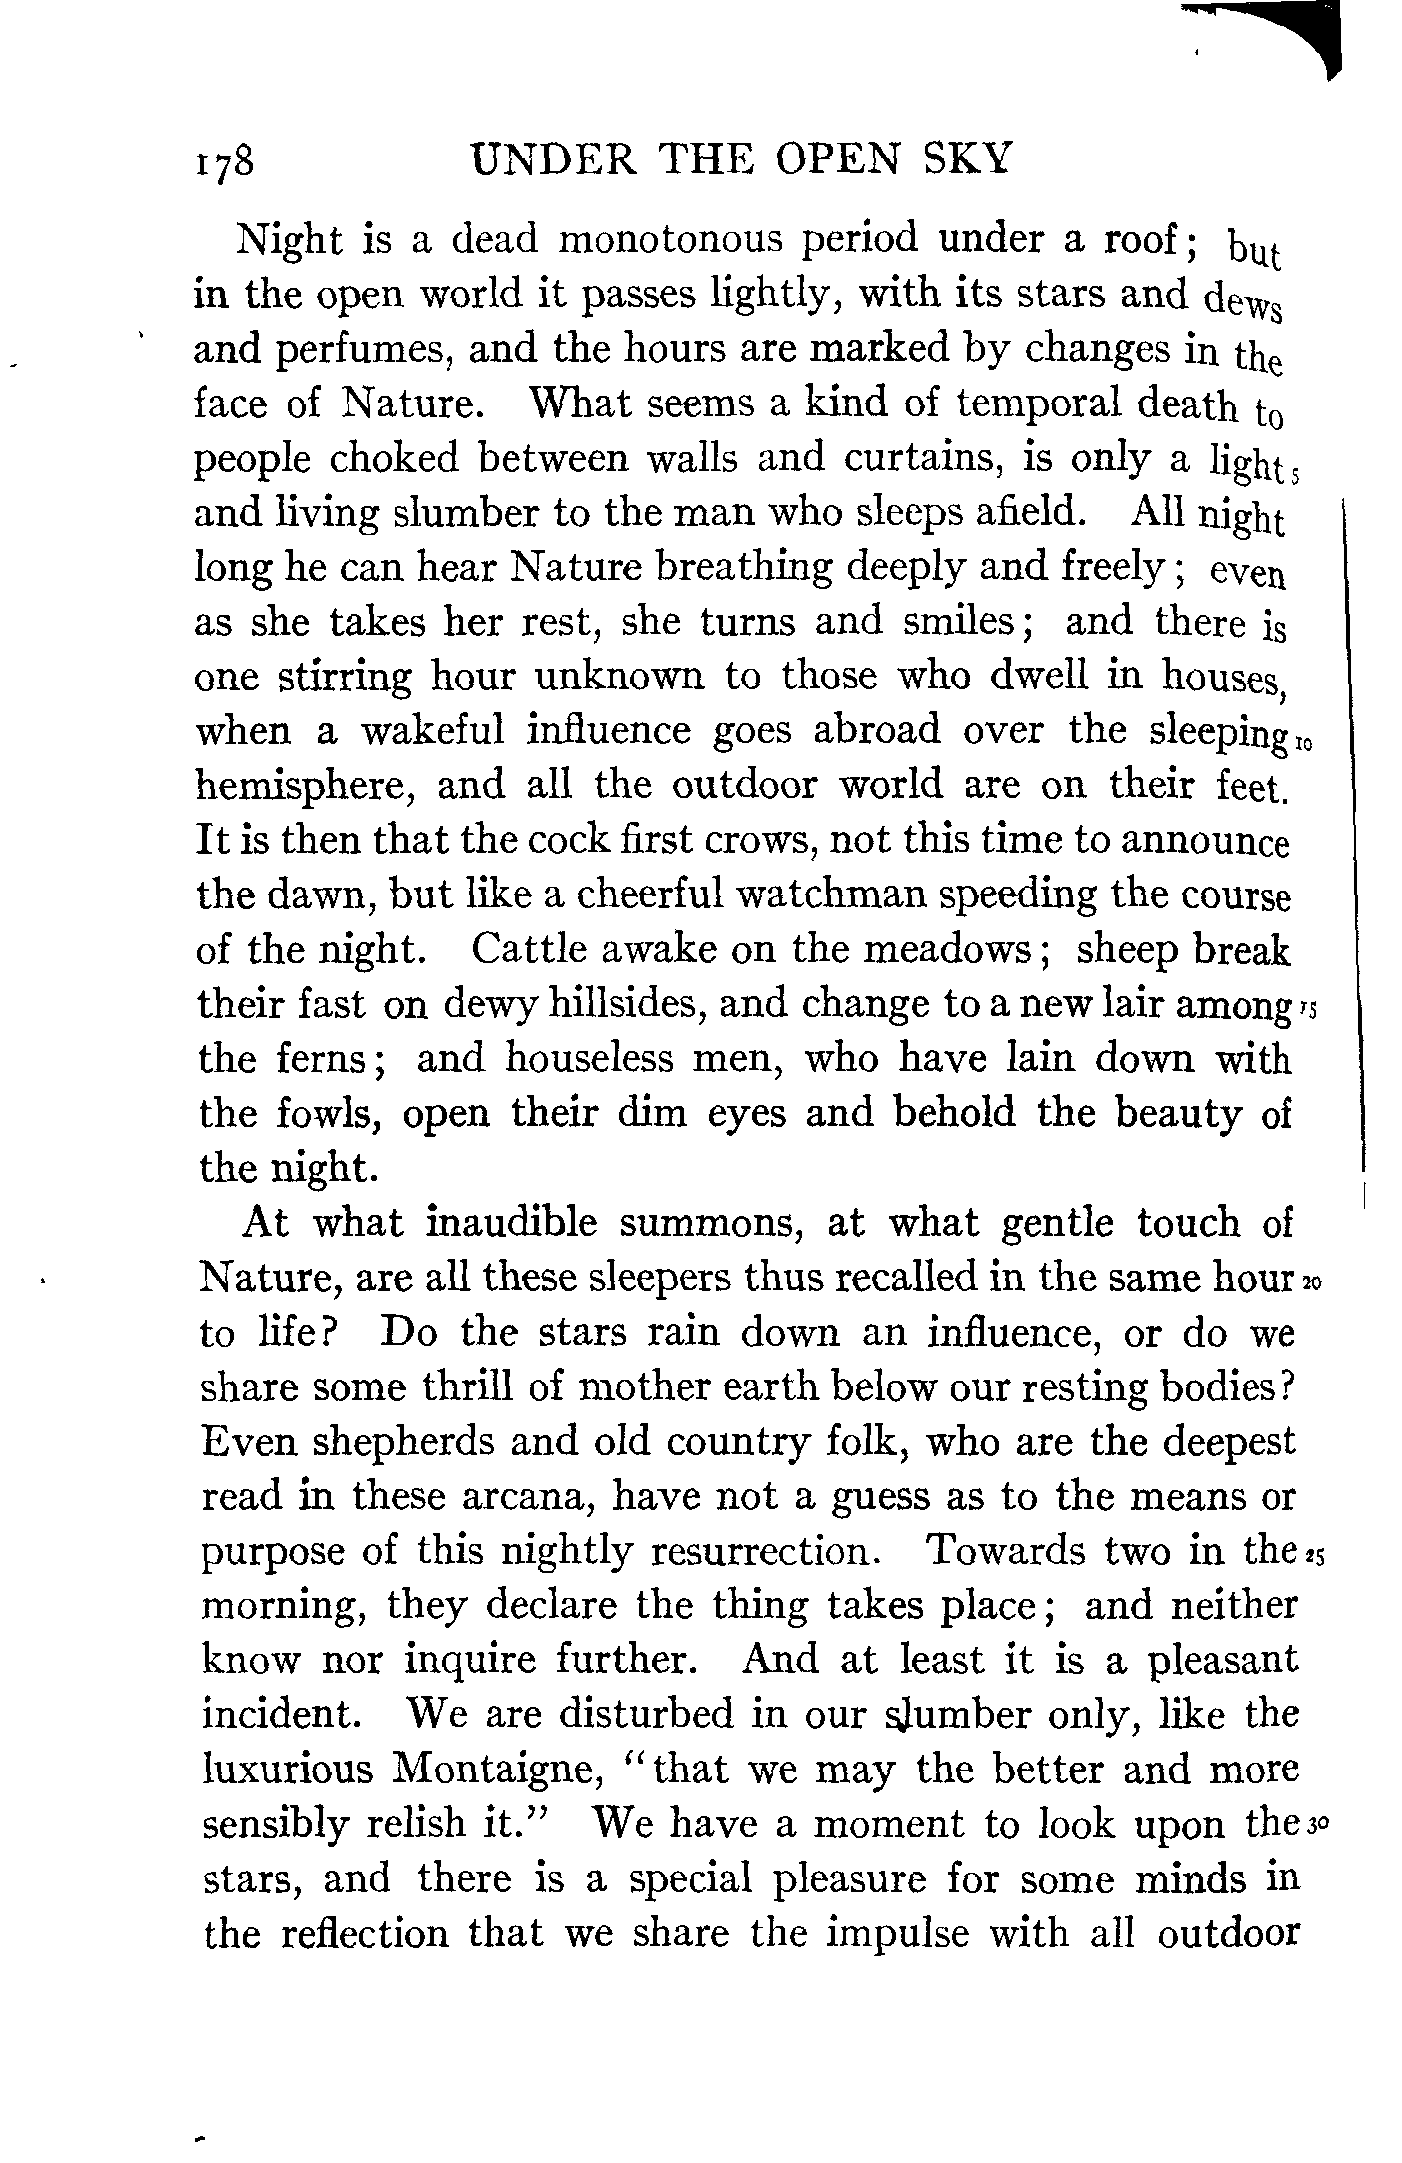 178 UNDER THE OPEN SKY
Night is a dead monotonous period under a roof; but
in the open world it passes lightly, with its stars and dews
and perfumes, and the hours are marked by changes in the
face of Nature. What seems a kind of temporal death to
people choked between walls and curtains, is only a light 5
and living slumber to the man who sleeps afield. All night
long he can hear Nature breathing deeply and freely; even
as she takes her rest, she turns and smiles; and there is
one stirring hour unknown to those who dwell in houses,
when a wakeful influence goes abroad over the sleeping 10
hemisphere, and all the outdoor world are on their feet.
It is then that the cock first crows, not this time to announce
the dawn, but like a cheerful watchman speeding the course
of the night. Cattle awake on the meadows; sheep break
their fast on dewy hillsides, and change to a new lair among 15
the ferns; and houseless men, who have lain down with
the fowls, open their dim eyes and behold the beauty of
the night.
At what inaudible summons, at what gentle touch of
Nature, are all these sleepers thus recalled in the same hour 20
to life? Do the stars rain down an influence, or do we
share some thrill of mother earth below our resting bodies?
Even shepherds and old country folk, who are the deepest
read in these arcana, have not a guess as to the means or
purpose of this nightly resurrection. Towards two in the 25
morning, they declare the thing takes place; and neither
know nor inquire further. And at least it is a pleasant
incident. We are disturbed in our slumber only, like the
luxurious Montaigne, "that we may the better and more
sensibly relish it." We have a moment to look upon the 30
stars, and there is a special pleasure for some minds in
the reflection that we share the impulse with all outdoor